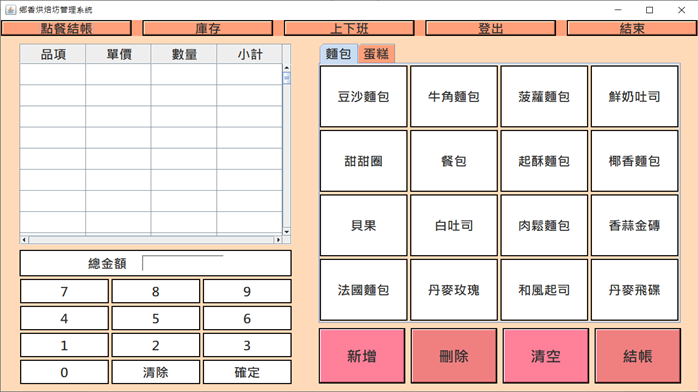 鄉香烘焙坊管理系統
點餐結帳 庫存 上下班 登出 結束
品項 單價 數量 小計
麵包 蛋糕
豆沙麵包 牛角麵包 菠蘿麵包 鮮奶吐司
甜甜圈 餐包 起酥麵包 椰香麵包
貝果 白吐司 肉鬆麵包 香蒜金磚
法國麵包 丹麥玫瑰 和風起司 丹麥飛碟
總金額
7 8 9
4 5 6
1 2 3
0 清除 確定
新增 刪除 清空 結帳